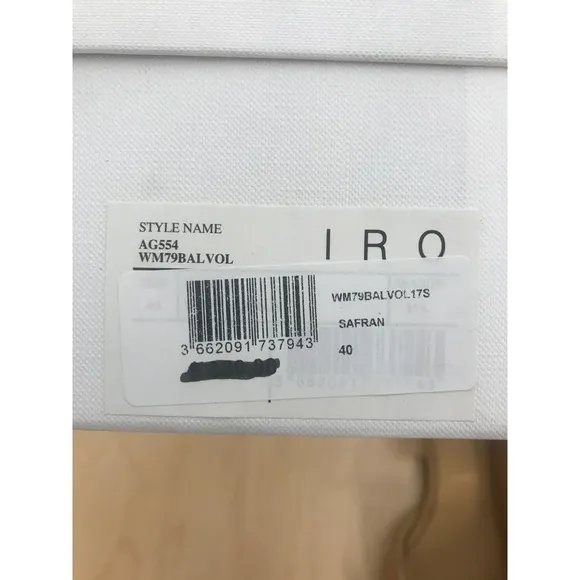 STYLE NAME
AG554
WM79BALVOL
IRO
WM79BALVOL17S
SAFRAN
40
3 662091 737943